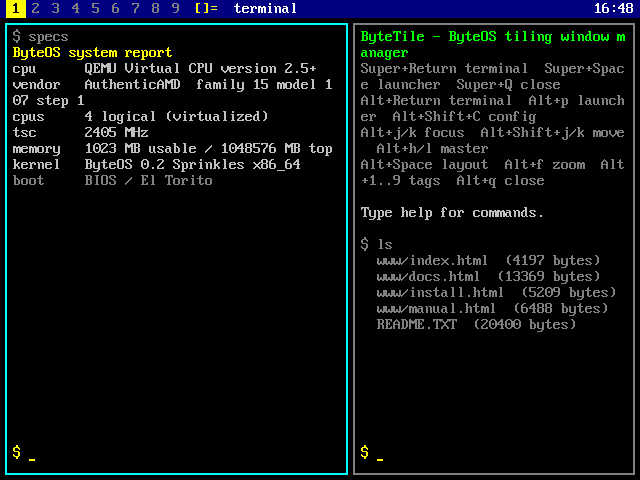 1 2 3 4 5 6 7 8 9 []= terminal 16:48
$ specs
ByteOS system report
cpu QEMU Virtual CPU version 2.5+
vendor AuthenticAMD family 15 model 1
07 step 1
cpus 4 logical (virtualized)
tsc 2405 MHz
memory 1023 MB usable / 1048576 MB top
kernel ByteOS 0.2 Sprinkles x86_64
boot BIOS / El Torito
$ _
ByteTile - ByteOS tiling window m
anager
Super+Return terminal Super+Spac
e launcher Super+Q close
Alt+Return terminal Alt+p launch
er Alt+Shift+C config
Alt+j/k focus Alt+Shift+j/k move
Alt+h/l master
Alt+Space layout Alt+f zoom Alt
+1..9 tags Alt+q close
Type help for commands.
$ ls
www/index.html (4197 bytes)
www/docs.html (13369 bytes)
www/install.html (5209 bytes)
www/manual.html (6488 bytes)
README.TXT (20400 bytes)
$ _